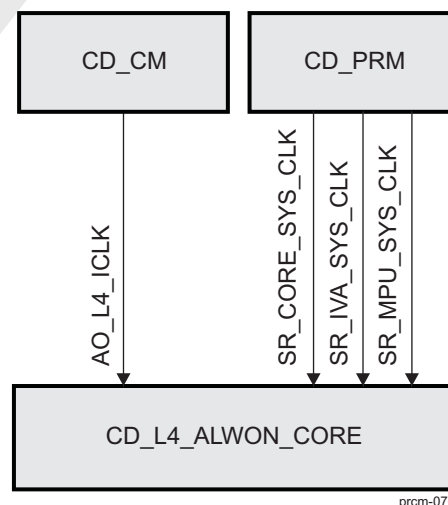 CD_CM
CD_PRM
AO_L4_ICLK
SR_CORE_SYS_CLK
SR_IVA_SYS_CLK
SR_MPU_SYS_CLK
CD_L4_ALWON_CORE
prcm-07